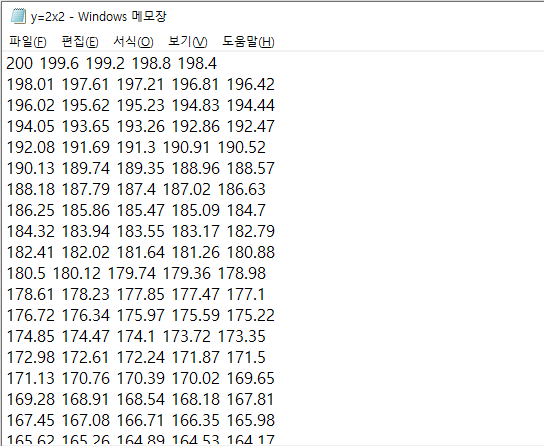 y=2x2 - Windows 메모장
파일(F) 편집(E) 서식(O) 보기(V) 도움말(H)
200 199.6 199.2 198.8 198.4
198.01 197.61 197.21 196.81 196.42
196.02 195.62 195.23 194.83 194.44
194.05 193.65 193.26 192.86 192.47
192.08 191.69 191.3 190.91 190.52
190.13 189.74 189.35 188.96 188.57
188.18 187.79 187.4 187.02 186.63
186.25 185.86 185.47 185.09 184.7
184.32 183.94 183.55 183.17 182.79
182.41 182.02 181.64 181.26 180.88
180.5 180.12 179.74 179.36 178.98
178.61 178.23 177.85 177.47 177.1
176.72 176.34 175.97 175.59 175.22
174.85 174.47 174.1 173.72 173.35
172.98 172.61 172.24 171.87 171.5
171.13 170.76 170.39 170.02 169.65
169.28 168.91 168.54 168.18 167.81
167.45 167.08 166.71 166.35 165.98
165.62 165.26 164.89 164.53 164.17